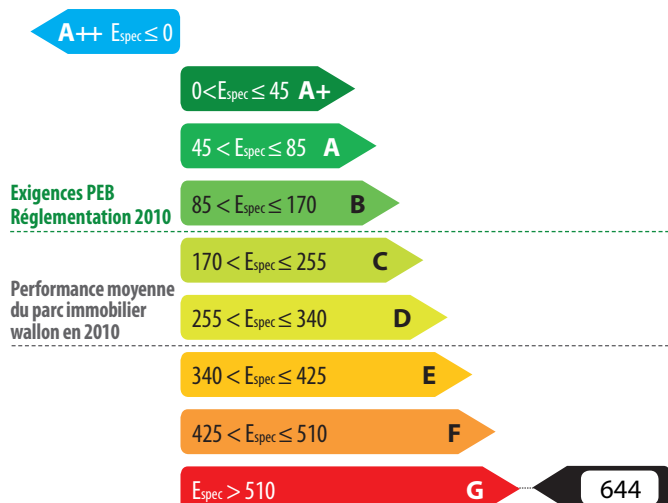 A++ Espec ≤ 0
0<Espec ≤ 45 A+
45 < Espec ≤ 85 A
Exigences PEB
Réglementation 2010
85 < Espec ≤ 170 B
170 < Espec ≤ 255 C
Performance moyenne
du parc immobilier
wallon en 2010
255 < Espec ≤ 340 D
340 < Espec ≤ 425 E
425 < Espec ≤ 510 F
Espec > 510 G 644